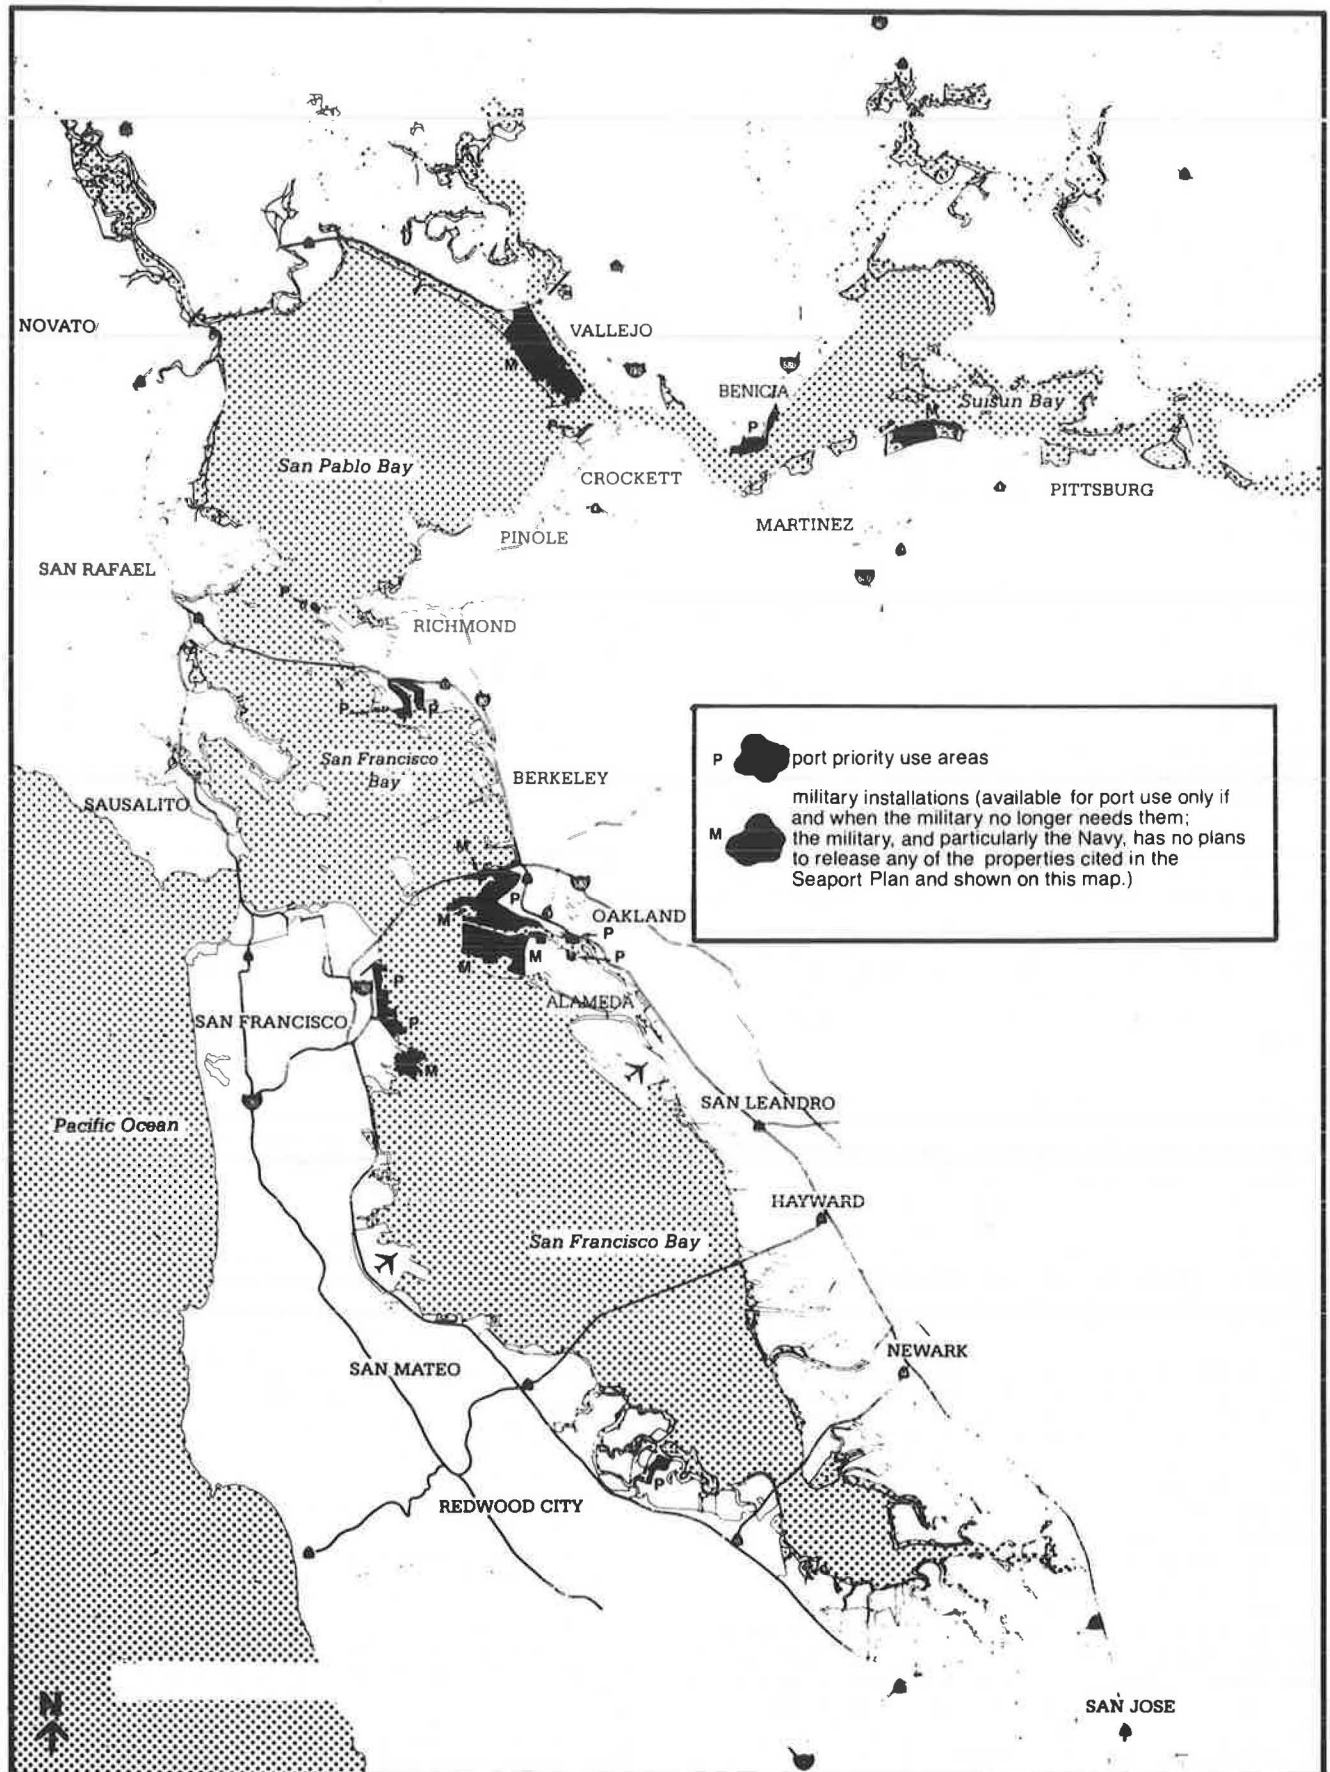 NOVATO
VALLEJO
M
BENICIA
P
Suisun Bay
M
P
San Pablo Bay
CROCKETT
PITTSBURG
MARTINEZ
PINOLE
SAN RAFAEL
P
RICHMOND
P
P
San Francisco
Bay
BERKELEY
SAUSALITO
P port priority use areas
military installations (available for port use only if
and when the military no longer needs them;
M the military, and particularly the Navy, has no plans
to release any of the properties cited in the
Seaport Plan and shown on this map.)
M
P
M
OAKLAND
P
M
M
P
P
ALAMEDA
SAN FRANCISCO
P
M
SAN LEANDRO
Pacific Ocean
HAYWARD
San Francisco Bay
NEWARK
SAN MATEO
P
REDWOOD CITY
N
SAN JOSE